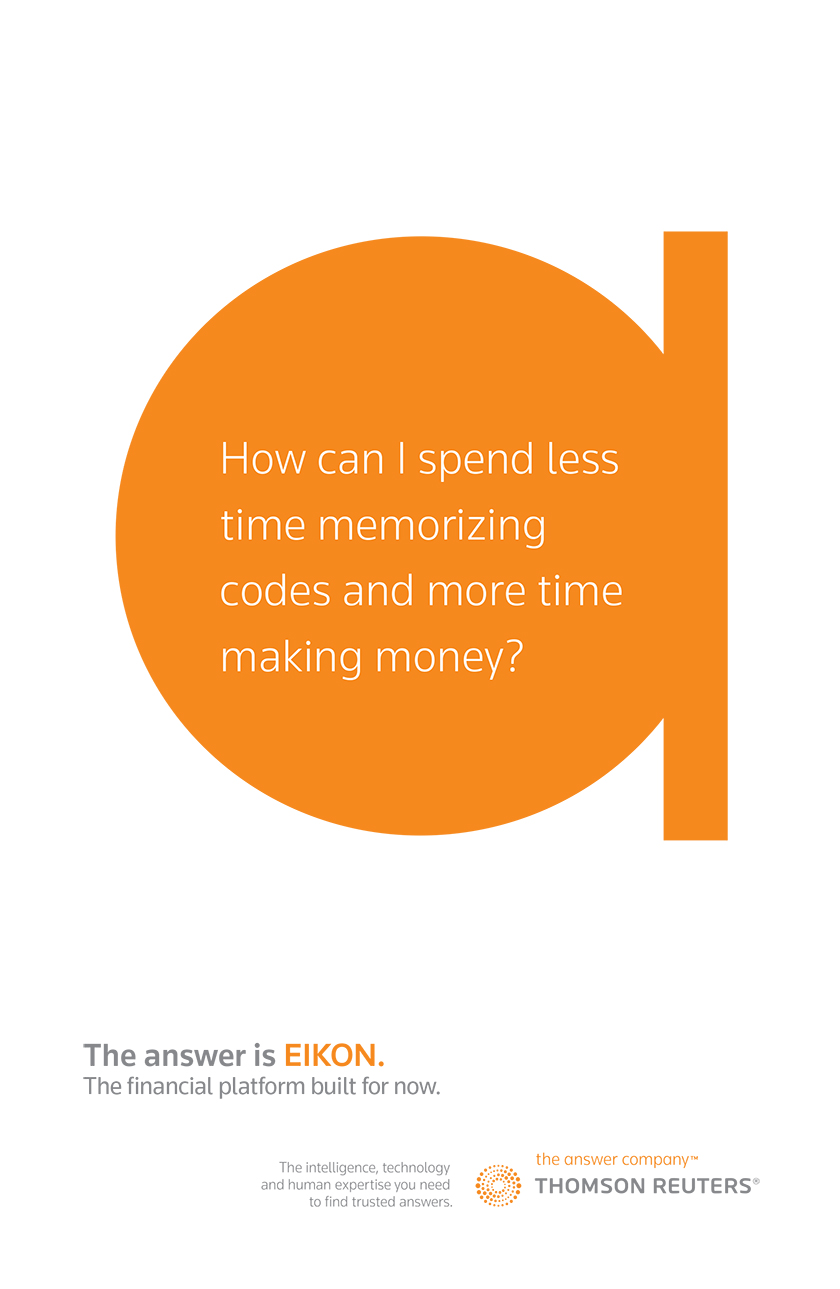 How can I spend less
time memorizing
codes and more time
making money?
The answer is EIKON.
The financial platform built for now.
The intelligence, technology
and human expertise you need
to find trusted answers.
the answer company™
THOMSON REUTERS®